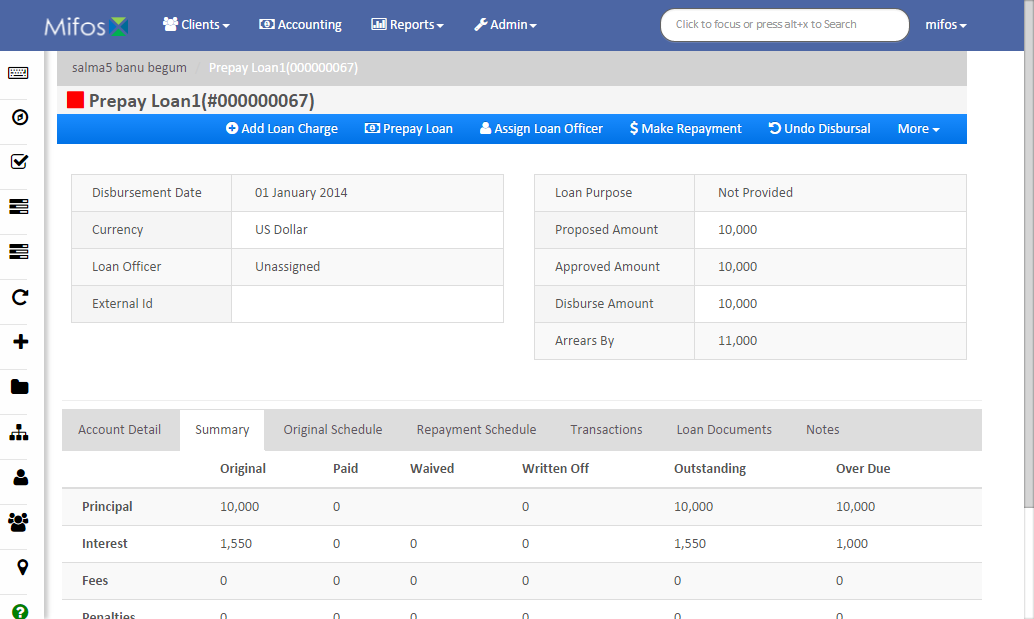 Mifos Clients Accounting Reports Admin Click to focus or press alt+x to Search mifos
salma5 banu begum / Prepay Loan1(000000067)
Prepay Loan1(#000000067)
Add Loan Charge Prepay Loan Assign Loan Officer $ Make Repayment Undo Disbursal More
Disbursement Date 01 January 2014
Currency US Dollar
Loan Officer Unassigned
External Id
Loan Purpose Not Provided
Proposed Amount 10,000
Approved Amount 10,000
Disburse Amount 10,000
Arrears By 11,000
Account Detail Summary Original Schedule Repayment Schedule Transactions Loan Documents Notes
Original Paid Waived Written Off Outstanding Over Due
Principal 10,000 0 0 10,000 10,000
Interest 1,550 0 0 0 1,550 1,000
Fees 0 0 0 0 0 0
Penalties 0 0 0 0 0 0
?